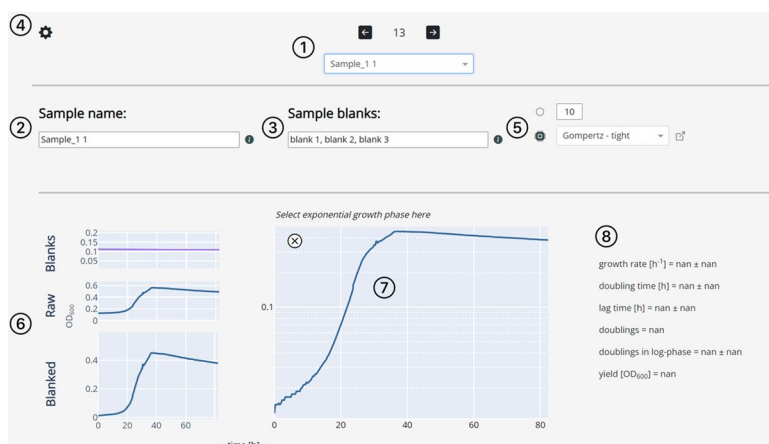 4
← 13 →
1
Sample_1 1
Sample name:
Sample blanks:
10
2
3
5
Sample_1 1
blank 1, blank 2, blank 3
Gompertz - tight
Select exponential growth phase here
Blanks
0.2
0.15
0.1
0.05
Raw
0.6
0.4
0.2
0
OD600
6
Blanked
0.4
0.2
0
0 20 40 60
time [h]
7
0.1
0 20 40 60 80
8
growth rate [h-1] = nan ± nan
doubling time [h] = nan ± nan
lag time [h] = nan ± nan
doublings = nan
doublings in log-phase = nan ± nan
yield [OD600] = nan